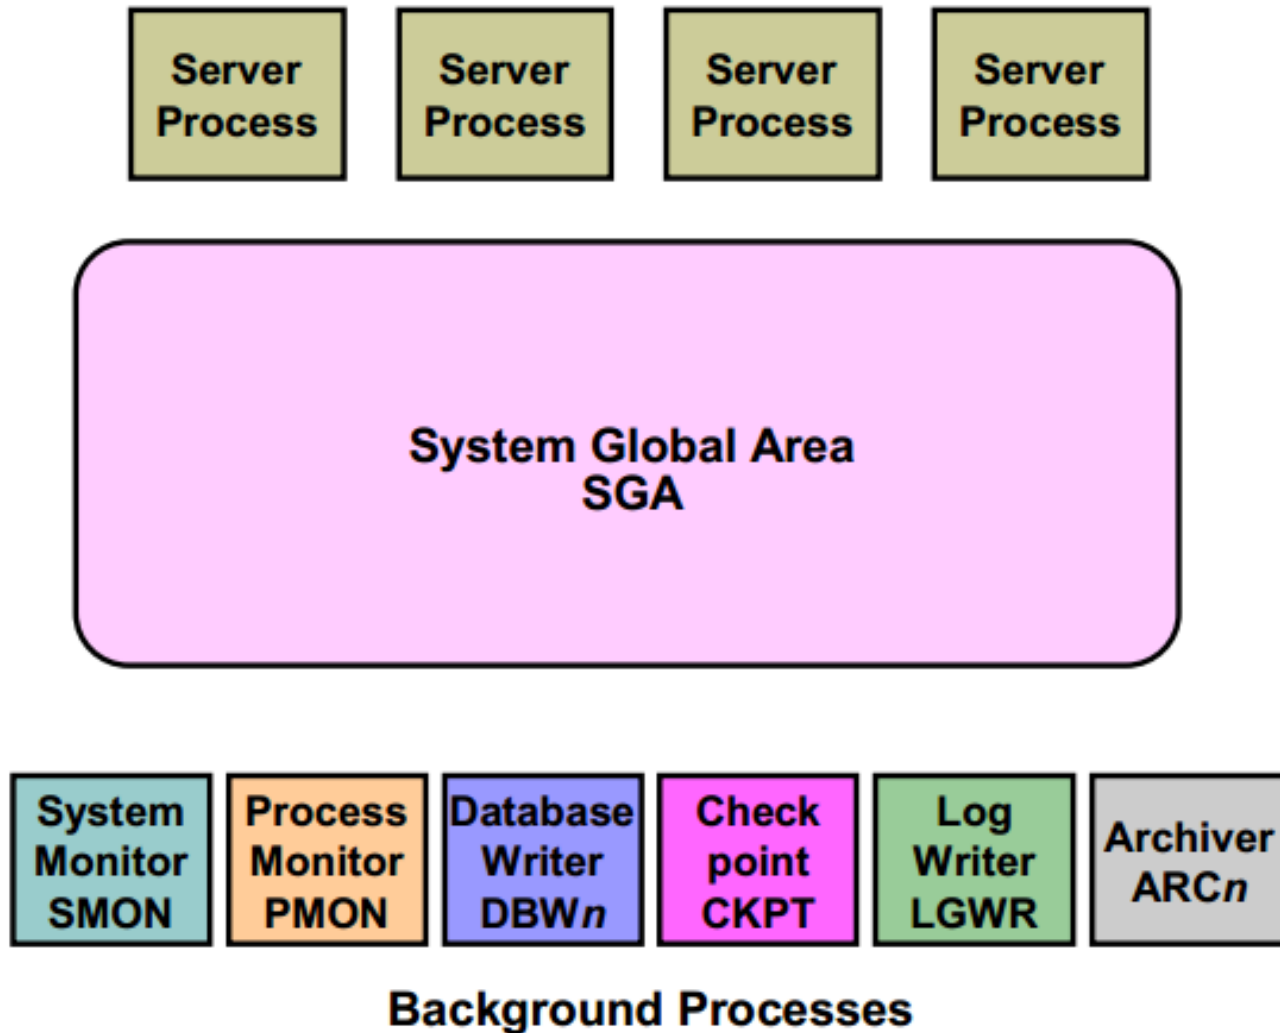 Server
Process
Server
Process
Server
Process
Server
Process
System Global Area
SGA
System
Monitor
SMON
Process
Monitor
PMON
Database
Writer
DBWn
Check
point
CKPT
Log
Writer
LGWR
Archiver
ARCn
Background Processes